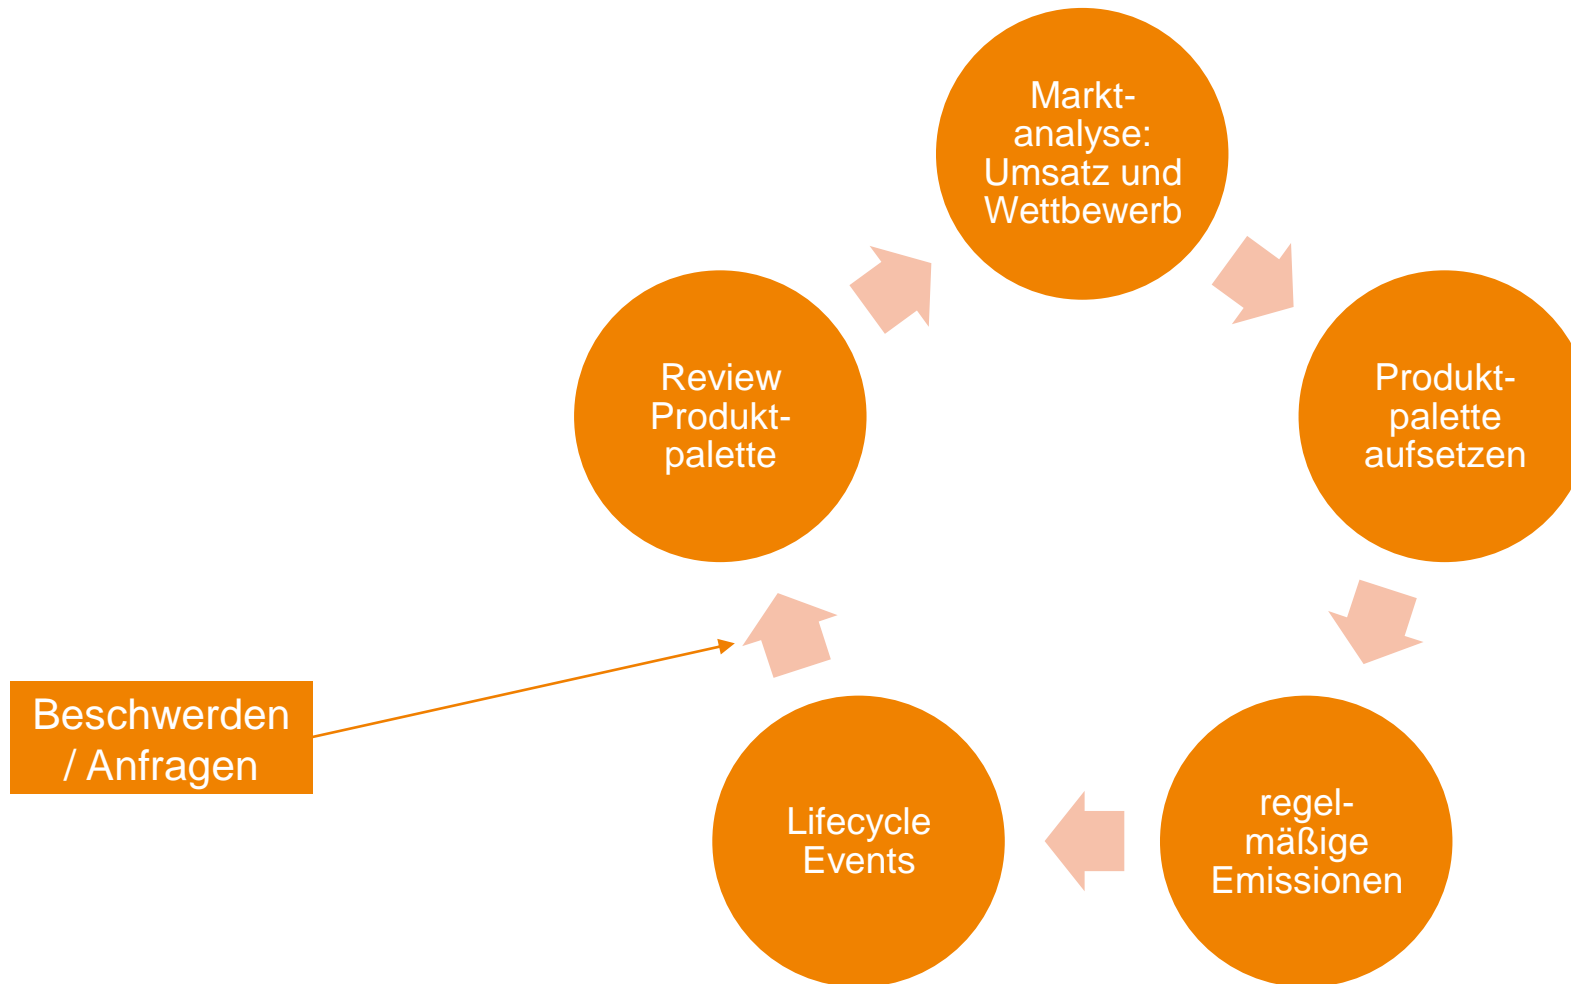 Markt-
analyse:
Umsatz und
Wettbewerb
Produkt-
palette
aufsetzen
regel-
mäßige
Emissionen
Lifecycle
Events
Review
Produkt-
palette
Beschwerden
/ Anfragen